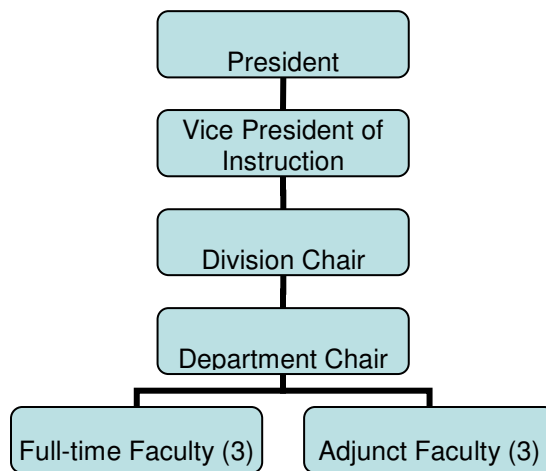 President
Vice President of
Instruction
Division Chair
Department Chair
Full-time Faculty (3)
Adjunct Faculty (3)